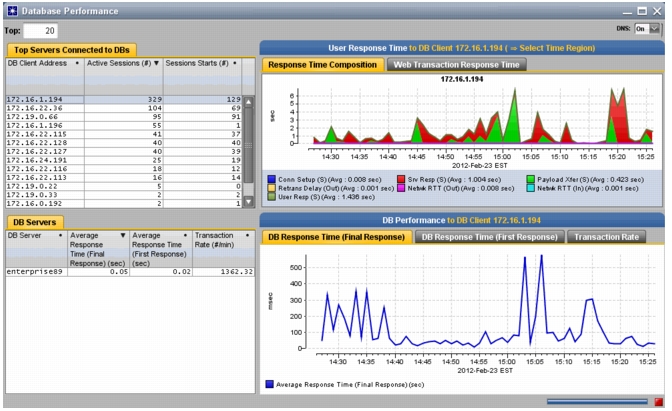 Database Performance
Top: 20
DNS: On
Top Servers Connected to DBs
DB Client Address Active Sessions (#) Sessions Starts (#)
172.16.1.194 329 129
172.16.22.36 104 69
172.19.0.66 95 91
172.16.1.196 55 1
172.16.22.115 41 37
172.16.22.128 40 40
172.16.22.127 40 39
172.16.24.191 25 19
172.16.22.116 18 12
172.16.22.113 16 14
172.19.0.22 5 0
172.19.0.33 2 2
172.16.0.192 2 1
User Response Time to DB Client 172.16.1.194 ( ⇒ Select Time Region)
Response Time Composition Web Transaction Response Time
172.16.1.194
sec
6
5
4
3
2
1
0
14:30 14:35 14:40 14:45 14:50 14:55 15:00 15:05 15:10 15:15 15:20 15:25
2012-Feb-23 EST
Conn Setup (S) (Avg : 0.008 sec) Srv Resp (S) (Avg : 1.004 sec) Payload Xfer (S) (Avg : 0.423 sec)
Retrans Delay (Out) (Avg : 0.001 sec) Netwk RTT (Out) (Avg : 0.008 sec) Netwk RTT (In) (Avg : 0.001 sec)
User Resp (S) (Avg : 1.436 sec)
DB Servers
DB Server Average Response Time (Final Response) (sec) Average Response Time (First Response) (sec) Transaction Rate (#/min)
enterprise89 0.05 0.02 1362.32
DB Performance to DB Client 172.16.1.194
DB Response Time (Final Response) DB Response Time (First Response) Transaction Rate
msec
500
400
300
200
100
0
14:30 14:35 14:40 14:45 14:50 14:55 15:00 15:05 15:10 15:15 15:20 15:25
2012-Feb-23 EST
Average Response Time (Final Response) (sec)